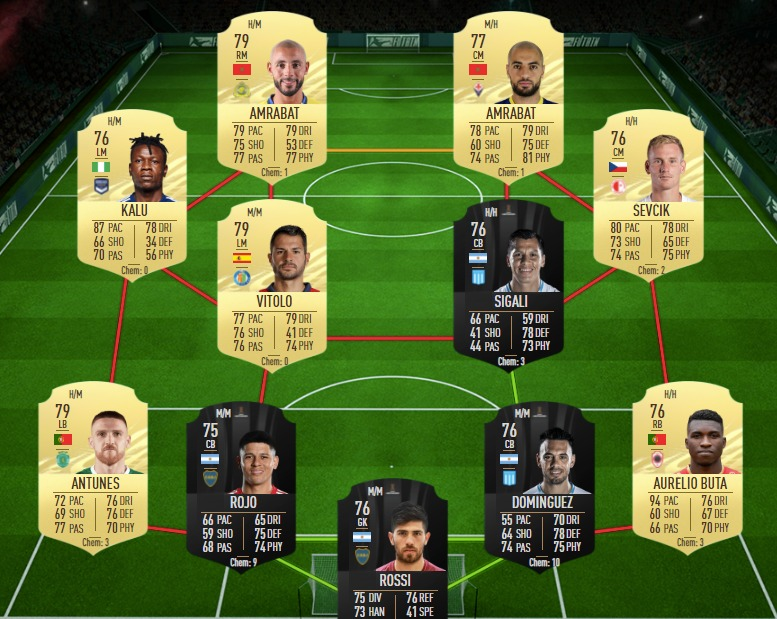 H/M
79
RM
AMRABAT
79 PAC 79 DRI
75 SHO 53 DEF
77 PAS 77 PHY
Chem: 1
M/H
77
CM
AMRABAT
78 PAC 79 DRI
60 SHO 75 DEF
74 PAS 81 PHY
Chem: 1
H/M
76
LM
KALU
87 PAC 78 DRI
66 SHO 34 DEF
70 PAS 56 PHY
Chem: 0
H/H
76
CM
SEVCIK
80 PAC 78 DRI
73 SHO 65 DEF
74 PAS 75 PHY
Chem: 2
M/M
79
LM
VITOLO
77 PAC 79 DRI
76 SHO 41 DEF
76 PAS 74 PHY
Chem: 0
H/H
76
CB
SIGALI
66 PAC 59 DRI
41 SHO 78 DEF
44 PAS 73 PHY
Chem: 3
H/M
79
LB
ANTUNES
72 PAC 76 DRI
69 SHO 76 DEF
77 PAS 70 PHY
Chem: 3
M/M
75
CB
ROJO
66 PAC 65 DRI
59 SHO 75 DEF
68 PAS 74 PHY
Chem: 9
M/M
76
CB
DOMINGUEZ
55 PAC 70 DRI
64 SHO 78 DEF
74 PAS 75 PHY
Chem: 10
H/H
76
RB
AURELIO BUTA
94 PAC 76 DRI
60 SHO 67 DEF
66 PAS 70 PHY
Chem: 3
M/M
76
GK
ROSSI
75 DIV 76 REF
73 HAN 41 SPE